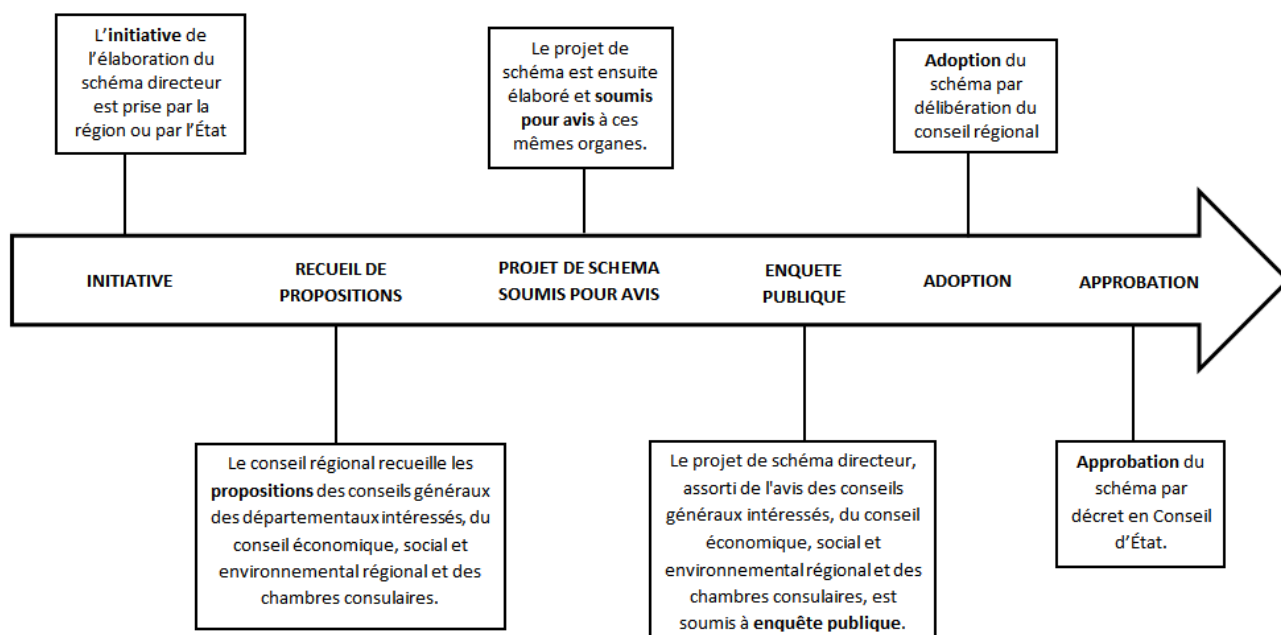 L’initiative de
l’élaboration du
schéma directeur
est prise par la
région ou par l’État
Le projet de
schéma est ensuite
élaboré et soumis
pour avis à ces
mêmes organes.
Adoption du
schéma par
délibération du
conseil régional
INITIATIVE
RECUEIL DE
PROPOSITIONS
PROJET DE SCHEMA
SOUMIS POUR AVIS
ENQUETE
PUBLIQUE
ADOPTION
APPROBATION
Le conseil régional recueille les
propositions des conseils généraux
des départementaux intéressés, du
conseil économique, social et
environnemental régional et des
chambres consulaires.
Le projet de schéma directeur,
assorti de l'avis des conseils
généraux intéressés, du conseil
économique, social et
environnemental régional et des
chambres consulaires, est
soumis à enquête publique.
Approbation du
schéma par
décret en Conseil
d’État.